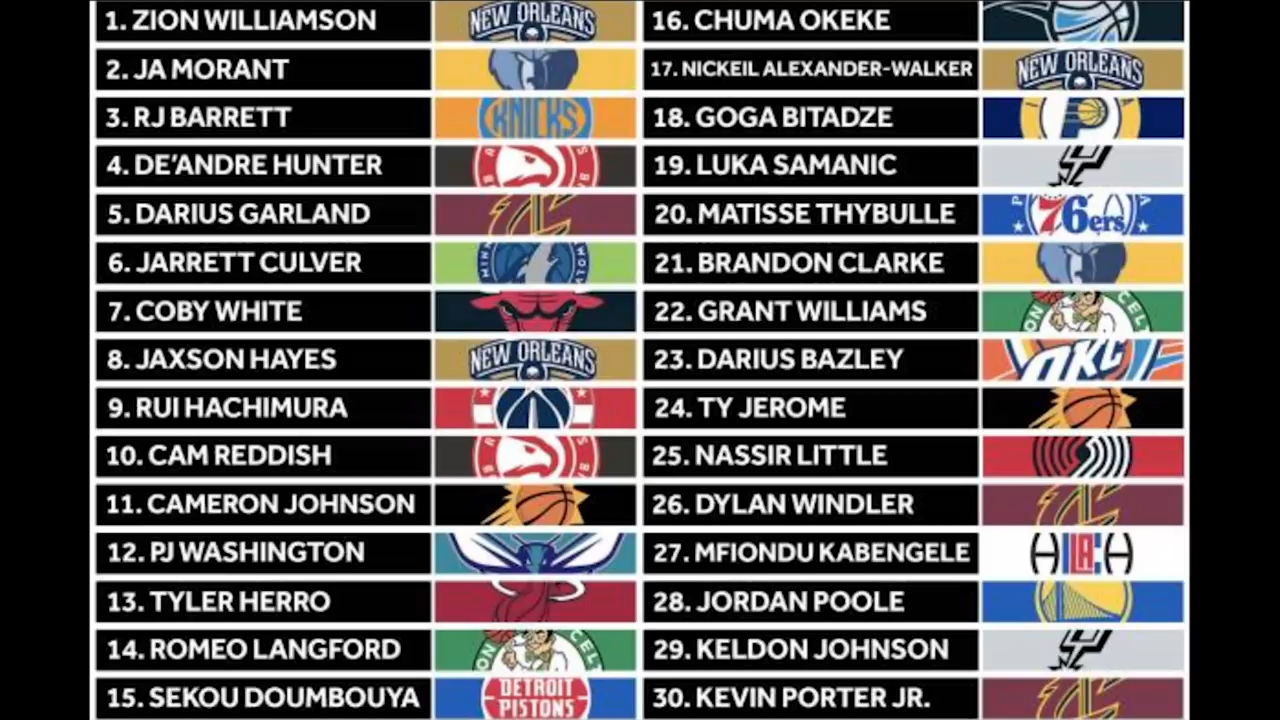 1. ZION WILLIAMSON
NEW ORLEANS
2. JA MORANT
3. RJ BARRETT
KNICKS
4. DE'ANDRE HUNTER
5. DARIUS GARLAND
6. JARRETT CULVER
7. COBY WHITE
8. JAXSON HAYES
NEW ORLEANS
9. RUI HACHIMURA
10. CAM REDDISH
11. CAMERON JOHNSON
12. PJ WASHINGTON
13. TYLER HERRO
14. ROMEO LANGFORD
15. SEKOU DOUMBOUYA
DETROIT
PISTONS
16. CHUMA OKEKE
17. NICKEIL ALEXANDER-WALKER
NEW ORLEANS
18. GOGA BITADZE
19. LUKA SAMANIC
20. MATISSE THYBULLE
76ers
21. BRANDON CLARKE
22. GRANT WILLIAMS
23. DARIUS BAZLEY
OKC
24. TY JEROME
25. NASSIR LITTLE
26. DYLAN WINDLER
27. MFIONDU KABENGELE
LAC
28. JORDAN POOLE
29. KELDON JOHNSON
30. KEVIN PORTER JR.